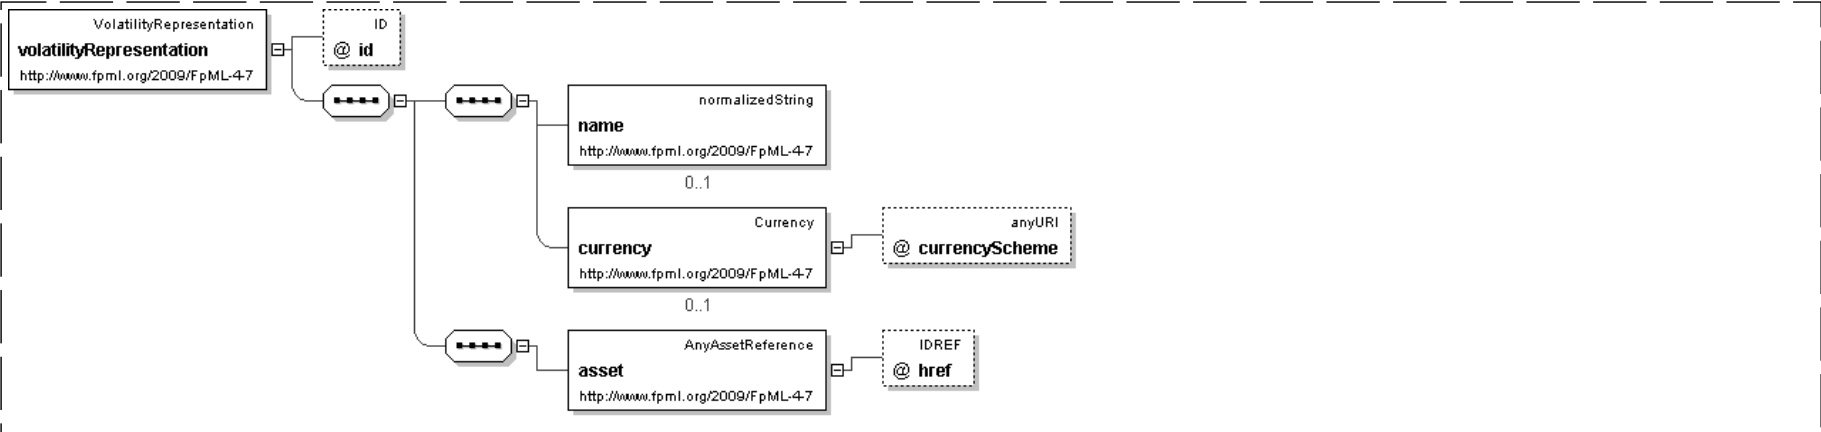 VolatilityRepresentation
volatilityRepresentation
http://www.fpml.org/2009/FpML-4-7
ID
@ id
normalizedString
name
http://www.fpml.org/2009/FpML-4-7
0..1
Currency
currency
http://www.fpml.org/2009/FpML-4-7
0..1
anyURI
@ currencyScheme
AnyAssetReference
asset
http://www.fpml.org/2009/FpML-4-7
IDREF
@ href